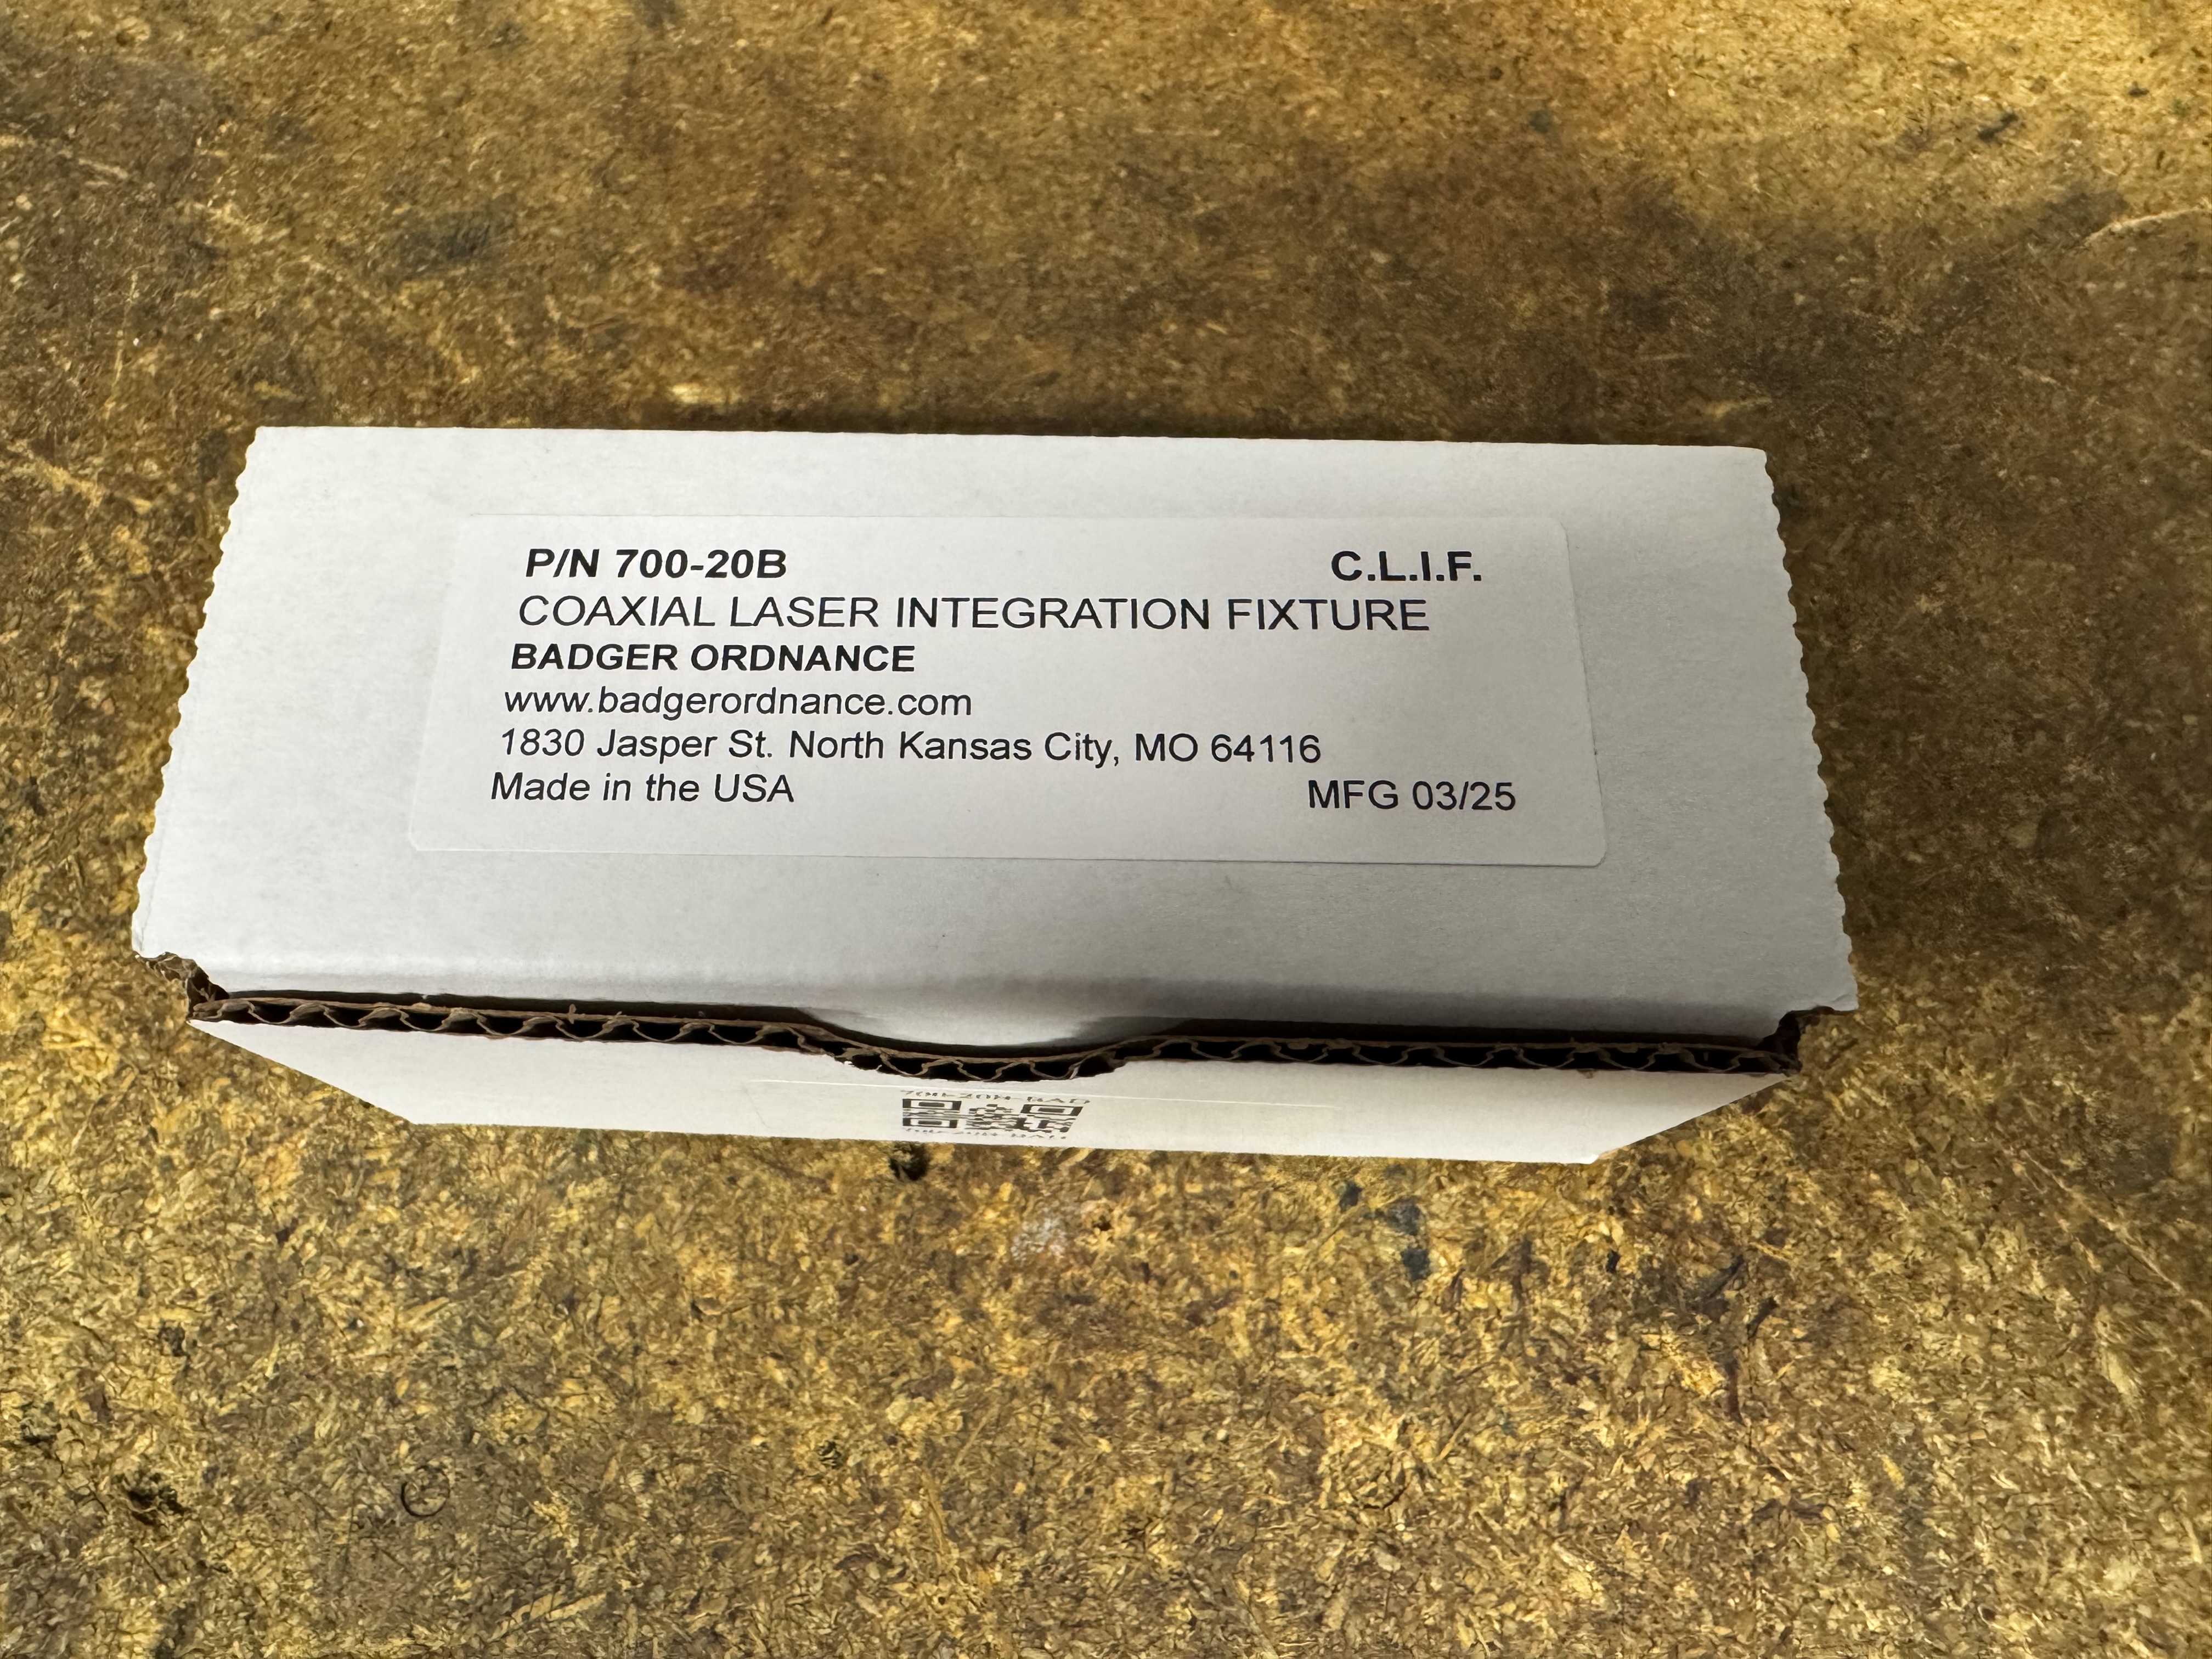 P/N 700-20B C.L.I.F.
COAXIAL LASER INTEGRATION FIXTURE
BADGER ORDNANCE
www.badgerordnance.com
1830 Jasper St. North Kansas City, MO 64116
Made in the USA MFG 03/25